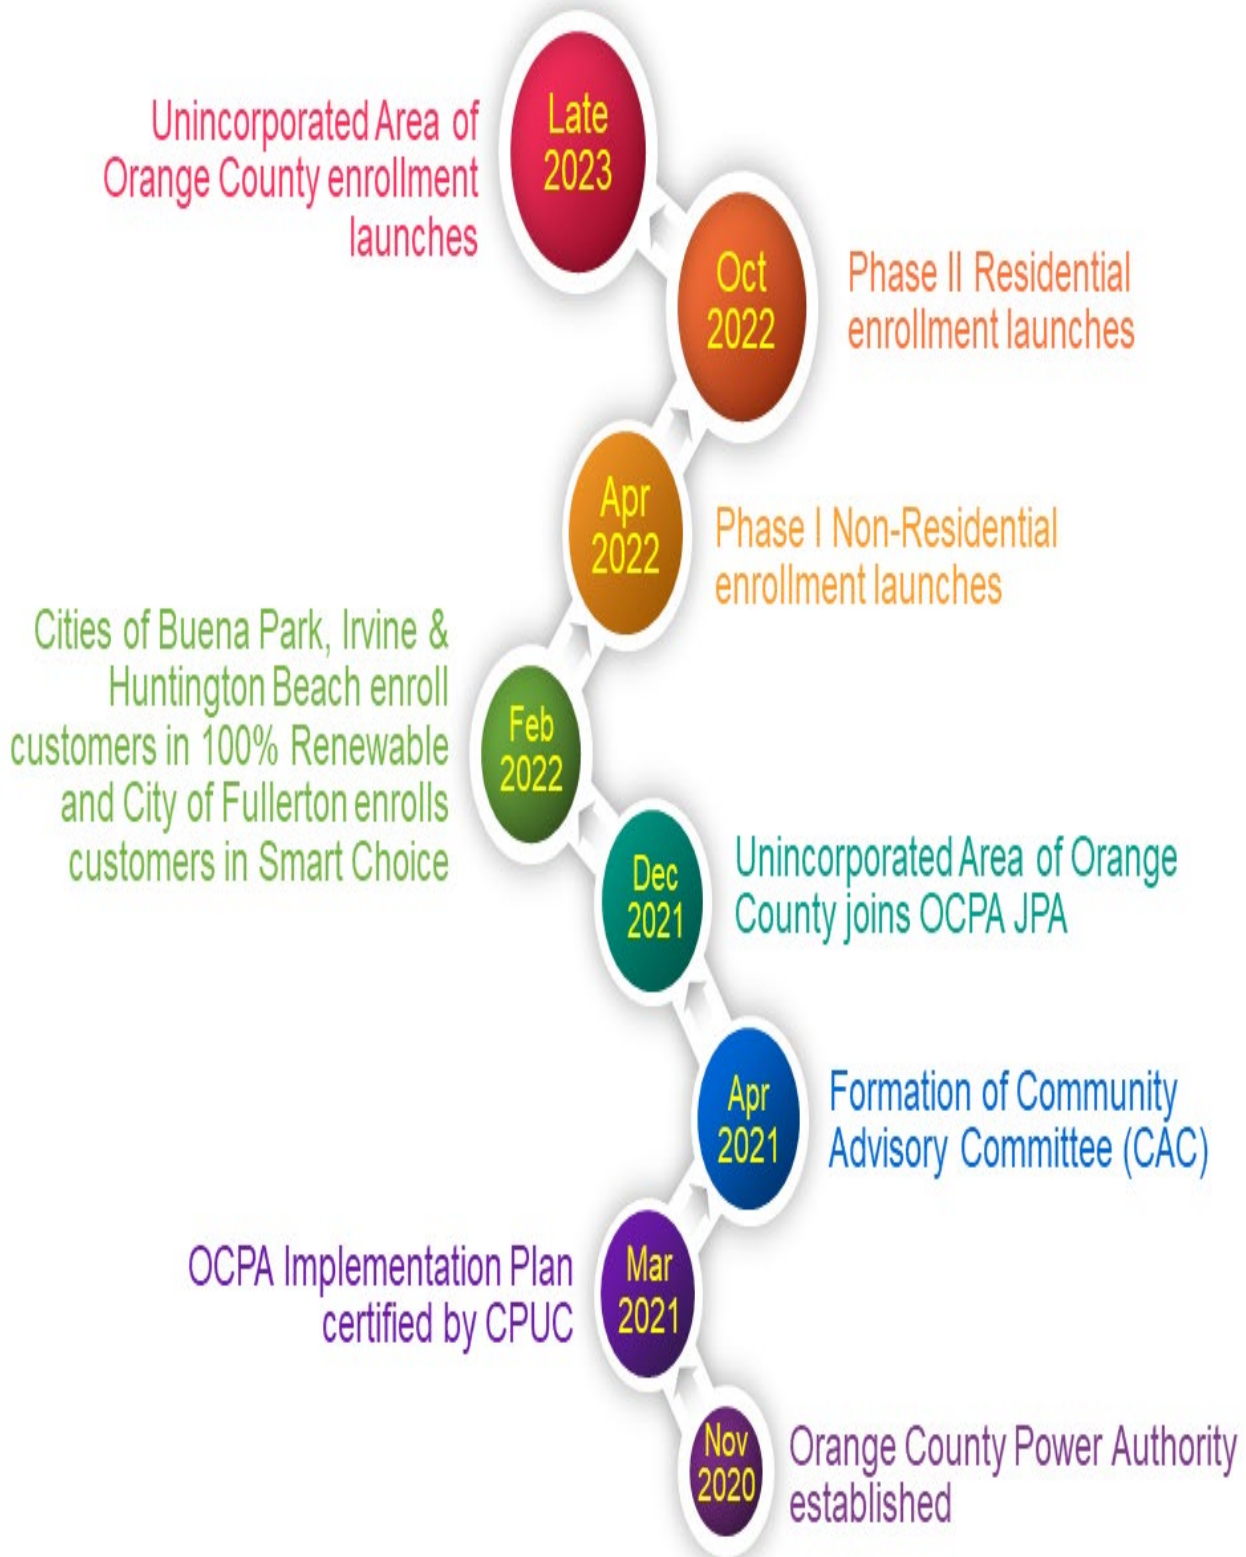 Late
2023
Unincorporated Area of
Orange County enrollment
launches
Oct
2022
Phase II Residential
enrollment launches
Apr
2022
Phase I Non-Residential
enrollment launches
Feb
2022
Cities of Buena Park, Irvine &
Huntington Beach enroll
customers in 100% Renewable
and City of Fullerton enrolls
customers in Smart Choice
Dec
2021
Unincorporated Area of Orange
County joins OCPA JPA
Apr
2021
Formation of Community
Advisory Committee (CAC)
Mar
2021
OCPA Implementation Plan
certified by CPUC
Nov
2020
Orange County Power Authority
established